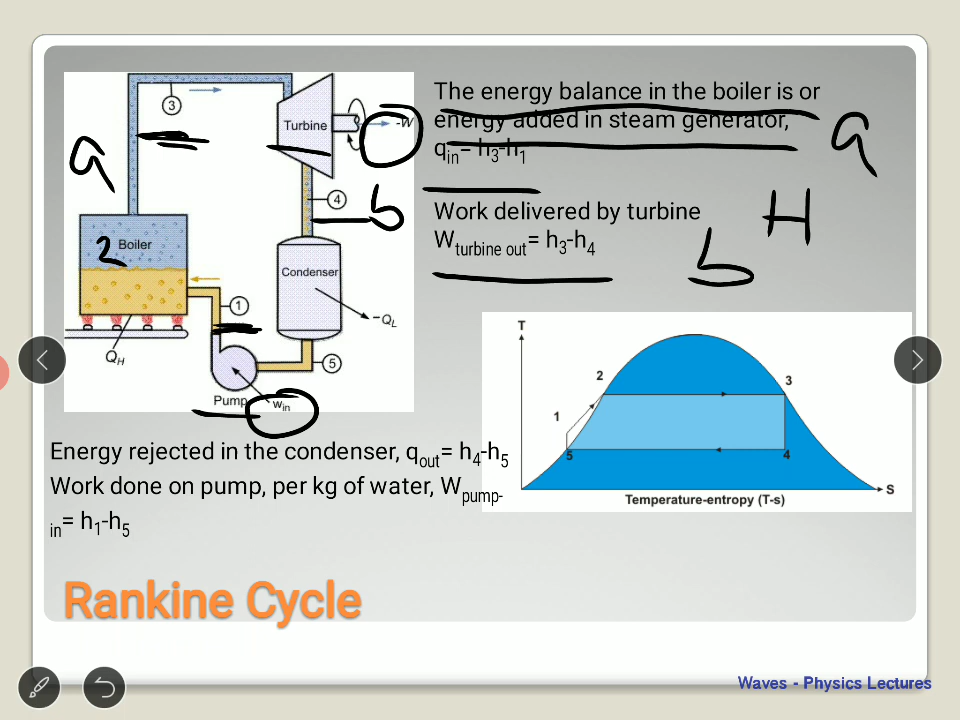 The energy balance in the boiler is or
energy added in steam generator,
qin= h3-h1
Work delivered by turbine
Wturbine out= h3-h4
3
Turbine
-W
4
Boiler
2
Condenser
1
-QL
QH
5
Pump
win
a
b
a
H
b
T
2
3
1
5
4
S
Temperature-entropy (T-s)
Energy rejected in the condenser, qout= h4-h5
Work done on pump, per kg of water, Wpump-
in= h1-h5
Rankine Cycle
Waves - Physics Lectures